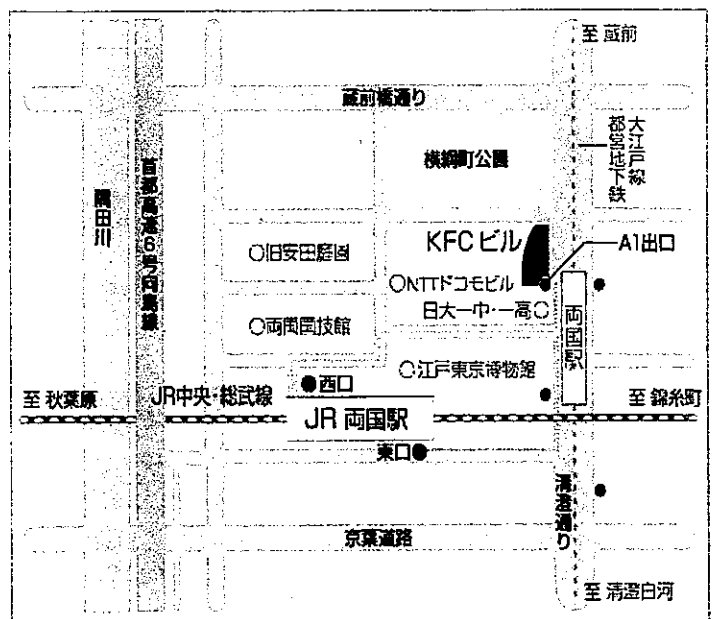 至 蔵前
蔵前橋通り
大江戸線
都営地下鉄
横網町公園
隅田川
首都高速6号向島線
KFCビル
A1出口
○旧安田庭園
○NTTドコモビル
日大一中・一高○
両国駅
○両国国技館
○江戸東京博物館
●西口
至 秋葉原
JR中央・総武線
至 錦糸町
JR 両国駅
東口●
清澄通り
京葉道路
至 清澄白河